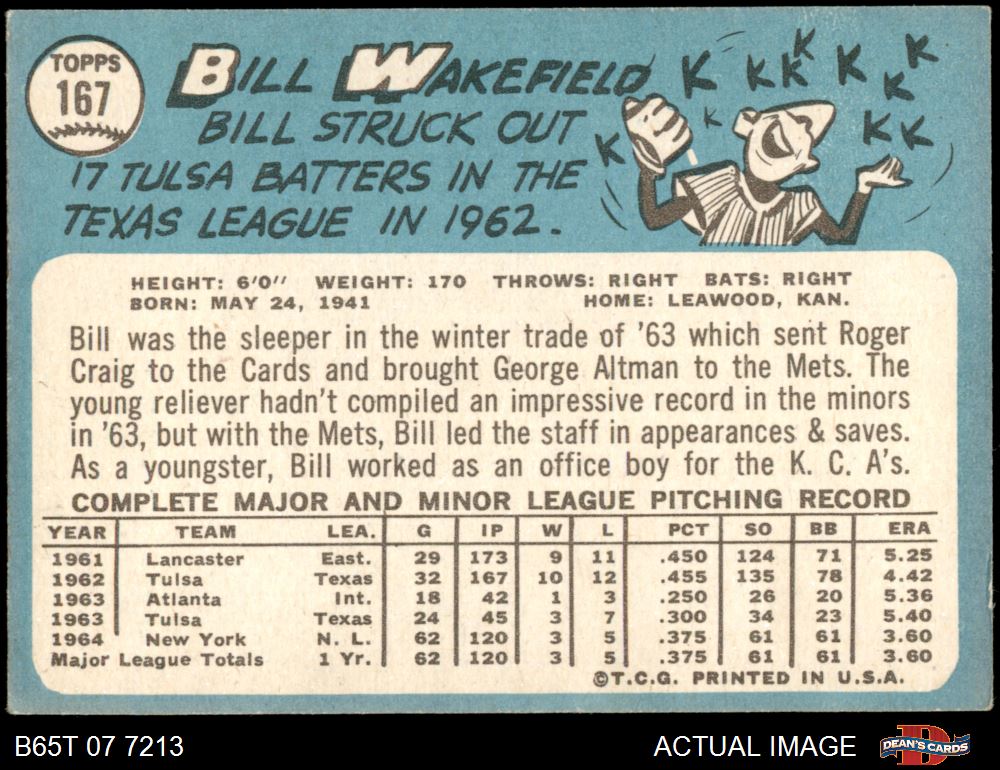 TOPPS
167
BILL WAKEFIELD
BILL STRUCK OUT
17 TULSA BATTERS IN THE
TEXAS LEAGUE IN 1962.
K K K K K K K K K K K
HEIGHT: 6'0" WEIGHT: 170 THROWS: RIGHT BATS: RIGHT
BORN: MAY 24, 1941 HOME: LEAWOOD, KAN.
Bill was the sleeper in the winter trade of '63 which sent Roger
Craig to the Cards and brought George Altman to the Mets. The
young reliever hadn't compiled an impressive record in the minors
in '63, but with the Mets, Bill led the staff in appearances & saves.
As a youngster, Bill worked as an office boy for the K. C. A's.
COMPLETE MAJOR AND MINOR LEAGUE PITCHING RECORD
YEAR TEAM LEA. G IP W L PCT SO BB ERA
1961 Lancaster East. 29 173 9 11 .450 124 71 5.25
1962 Tulsa Texas 32 167 10 12 .455 135 78 4.42
1963 Atlanta Int. 18 42 1 3 .250 26 20 5.36
1963 Tulsa Texas 24 45 3 7 .300 34 23 5.40
1964 New York N. L. 62 120 3 5 .375 61 61 3.60
Major League Totals 1 Yr. 62 120 3 5 .375 61 61 3.60
©T.C.G. PRINTED IN U.S.A.
B65T 07 7213 ACTUAL IMAGE D DEAN'S CARDS